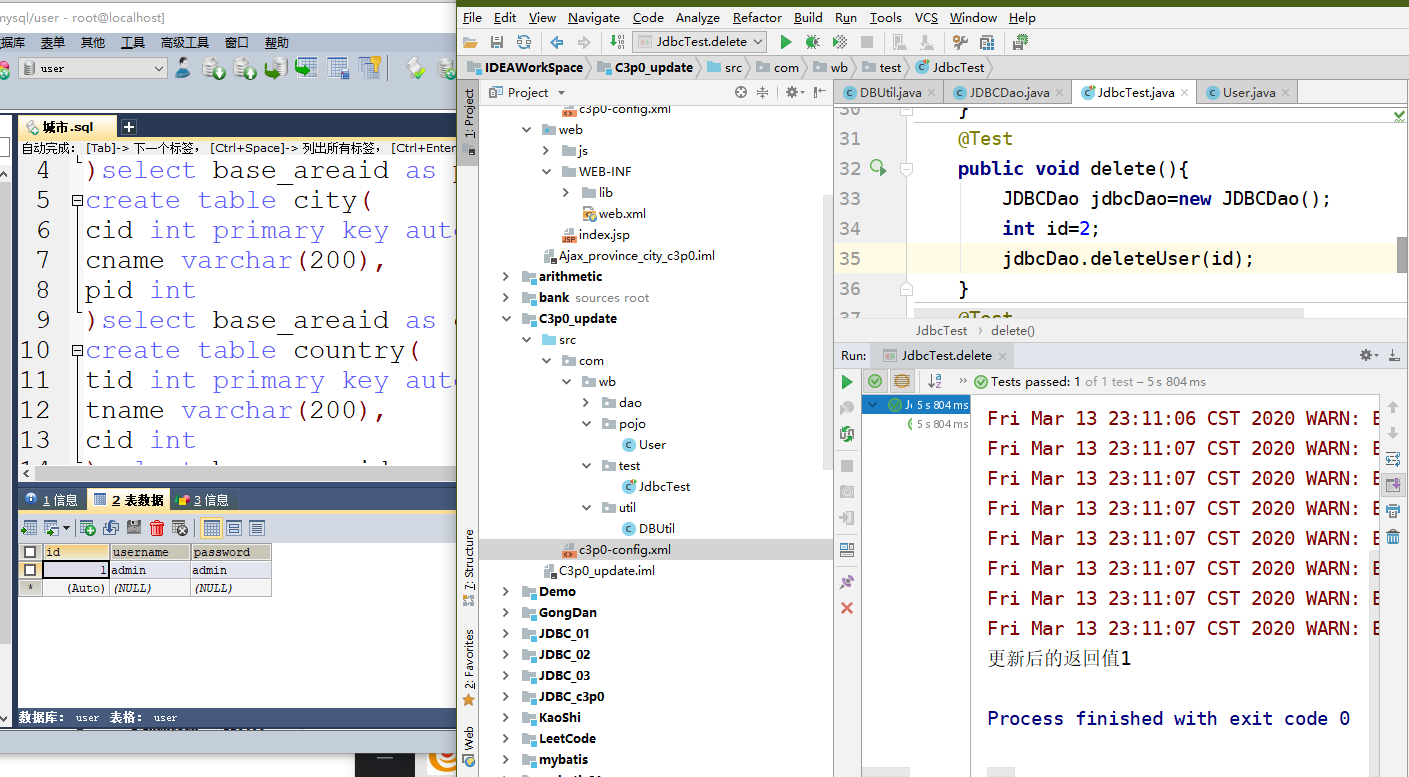 mysql/user - root@localhost]
数据库 表单 其他 工具 高级工具 窗口 帮助
user
城市.sql
自动完成: [Tab]-> 下一个标签, [Ctrl+Space]-> 列出所有标签, [Ctrl+Enter
4 )select base_areaid as
5 create table city(
6 cid int primary key aut
7 cname varchar(200),
8 pid int
9 )select base_areaid as
10 create table country(
11 tid int primary key aut
12 tname varchar(200),
13 cid int
1 信息 2 表数据 3 信息
id username password
1 admin admin
* (Auto) (NULL) (NULL)
数据库: user 表格: user
File Edit View Navigate Code Analyze Refactor Build Run Tools VCS Window Help
JdbcTest.delete
IDEAWorkSpace C3p0_update src com wb test JdbcTest
1: Project
7: Structure
2: Favorites
Web
Project
c3p0-config.xml
web
js
WEB-INF
lib
web.xml
index.jsp
Ajax_province_city_c3p0.iml
arithmetic
bank sources root
C3p0_update
src
com
wb
dao
pojo
User
test
JdbcTest
util
DBUtil
c3p0-config.xml
C3p0_update.iml
Demo
GongDan
JDBC_01
JDBC_02
JDBC_03
JDBC_c3p0
KaoShi
LeetCode
mybatis
DBUtil.java JDBCDao.java JdbcTest.java User.java
30 }
31 @Test
32 public void delete(){
33 JDBCDao jdbcDao=new JDBCDao();
34 int id=2;
35 jdbcDao.deleteUser(id);
36 }
37 @Test
JdbcTest › delete()
Run: JdbcTest.delete
Tests passed: 1 of 1 test – 5 s 804 ms
5 s 804 ms
5 s 804 ms
Fri Mar 13 23:11:06 CST 2020 WARN: E
Fri Mar 13 23:11:07 CST 2020 WARN: E
Fri Mar 13 23:11:07 CST 2020 WARN: E
Fri Mar 13 23:11:07 CST 2020 WARN: E
Fri Mar 13 23:11:07 CST 2020 WARN: E
Fri Mar 13 23:11:07 CST 2020 WARN: E
Fri Mar 13 23:11:07 CST 2020 WARN: E
Fri Mar 13 23:11:07 CST 2020 WARN: E
更新后的返回值1
Process finished with exit code 0